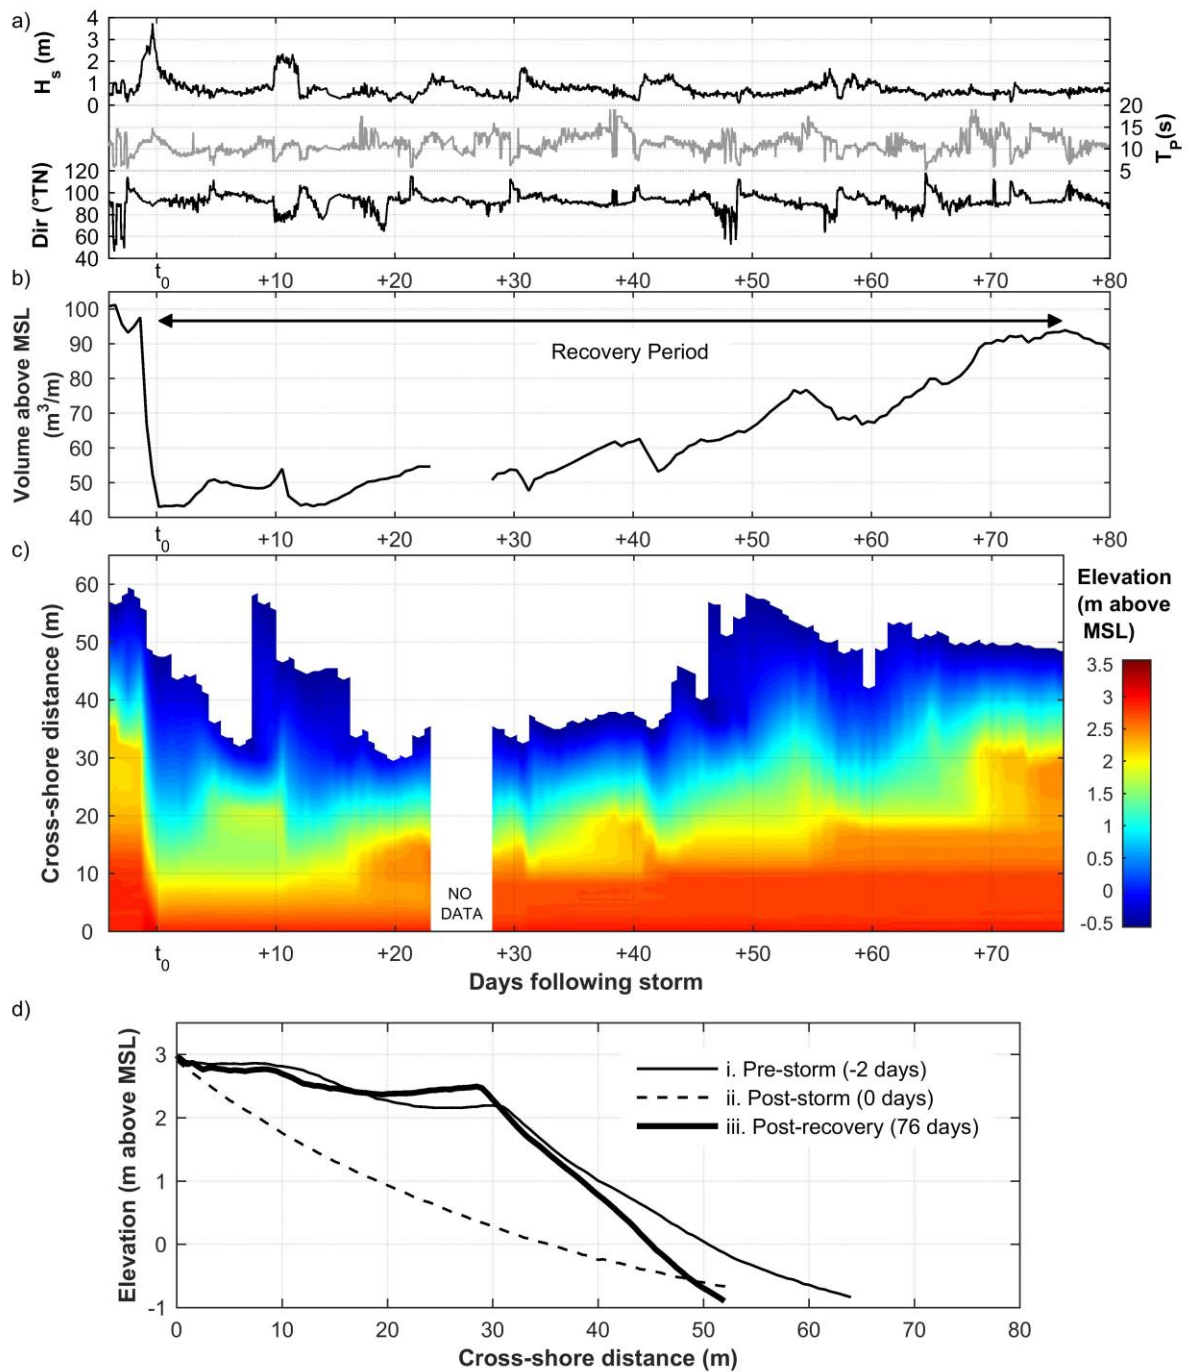 a)
4
3
2
1
0
H_s (m)
20
15
10
5
T_P(s)
120
100
80
60
40
Dir (°TN)
t_0 +10 +20 +30 +40 +50 +60 +70 +80
b)
100
90
80
70
60
50
40
Volume above MSL
(m³/m)
Recovery Period
t_0 +10 +20 +30 +40 +50 +60 +70 +80
c)
60
50
40
30
20
10
0
Cross-shore distance (m)
NO
DATA
Elevation
(m above
MSL)
3.5
3
2.5
2
1.5
1
0.5
0
-0.5
t_0 +10 +20 +30 +40 +50 +60 +70
Days following storm
d)
3
2
1
0
-1
Elevation (m above MSL)
i. Pre-storm (-2 days)
ii. Post-storm (0 days)
iii. Post-recovery (76 days)
0 10 20 30 40 50 60 70 80
Cross-shore distance (m)